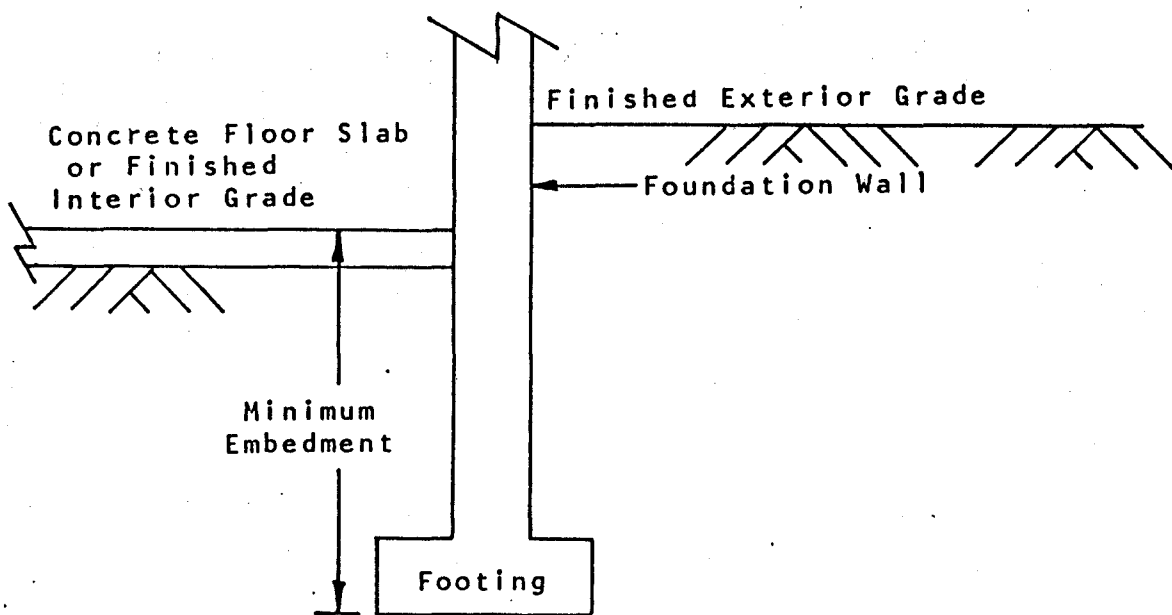 Finished Exterior Grade
Concrete Floor Slab
or Finished
Interior Grade
Foundation Wall
Minimum
Embedment
Footing